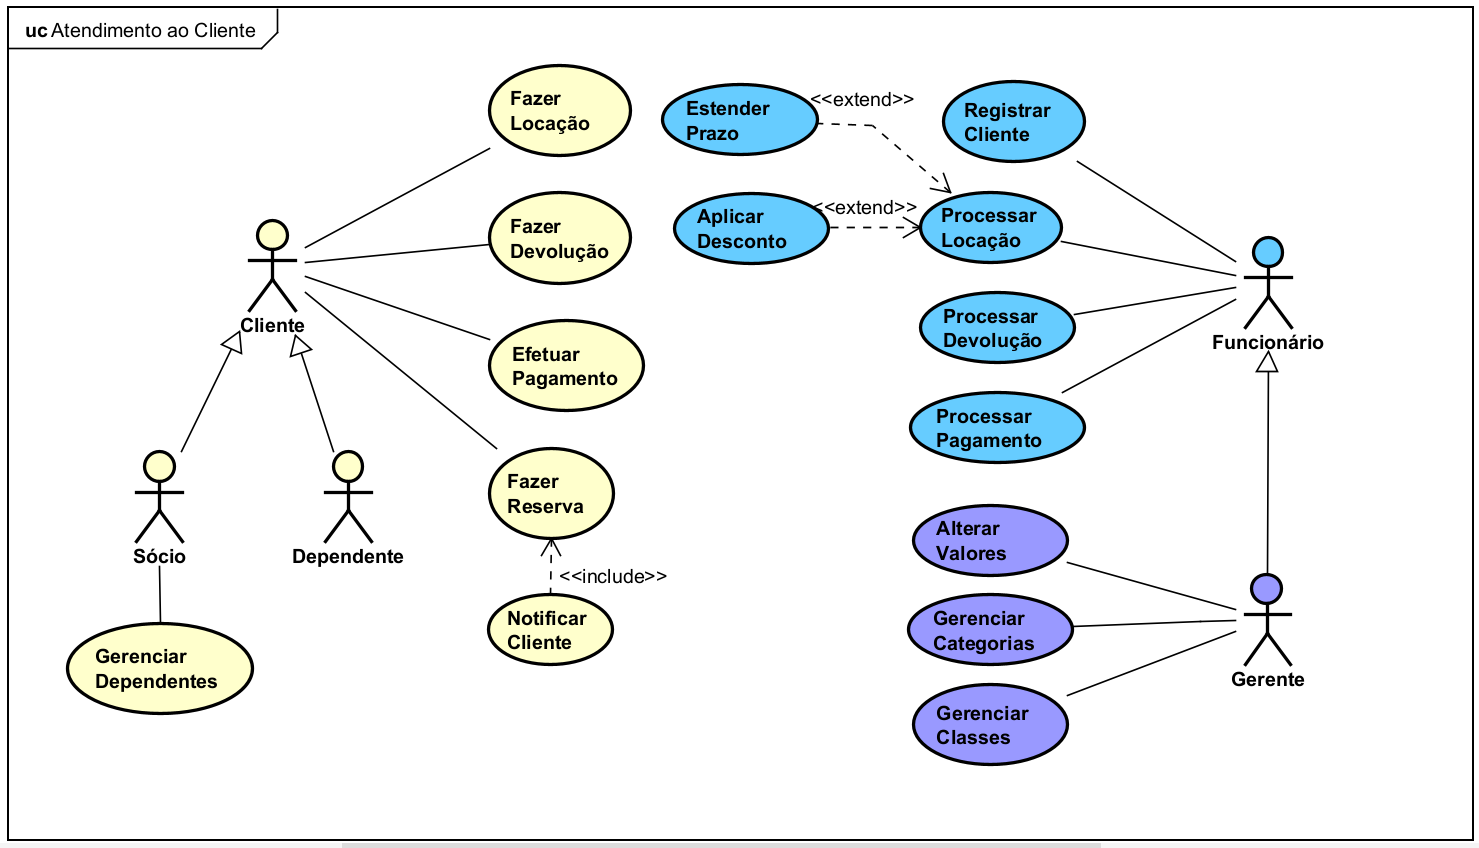 uc Atendimento ao Cliente
Fazer
Locação
Fazer
Devolução
Cliente
Efetuar
Pagamento
Fazer
Reserva
Sócio
Dependente
<<include>>
Notificar
Cliente
Gerenciar
Dependentes
Estender
Prazo
<<extend>>
Registrar
Cliente
Aplicar
Desconto
<<extend>>
Processar
Locação
Processar
Devolução
Funcionário
Processar
Pagamento
Alterar
Valores
Gerenciar
Categorias
Gerente
Gerenciar
Classes